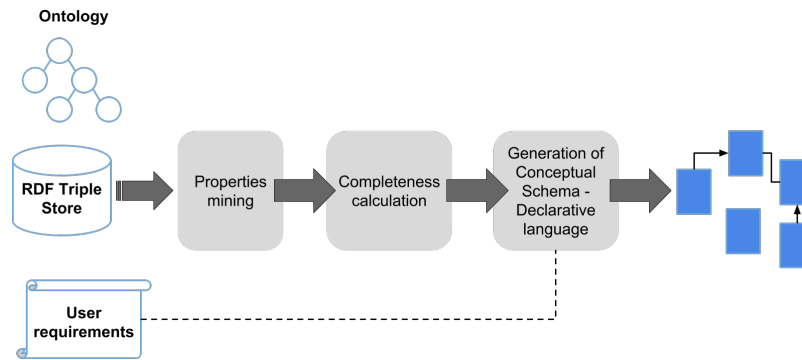 Ontology
RDF Triple
Store
Properties
mining
Completeness
calculation
Generation of
Conceptual
Schema -
Declarative
language
User
requirements